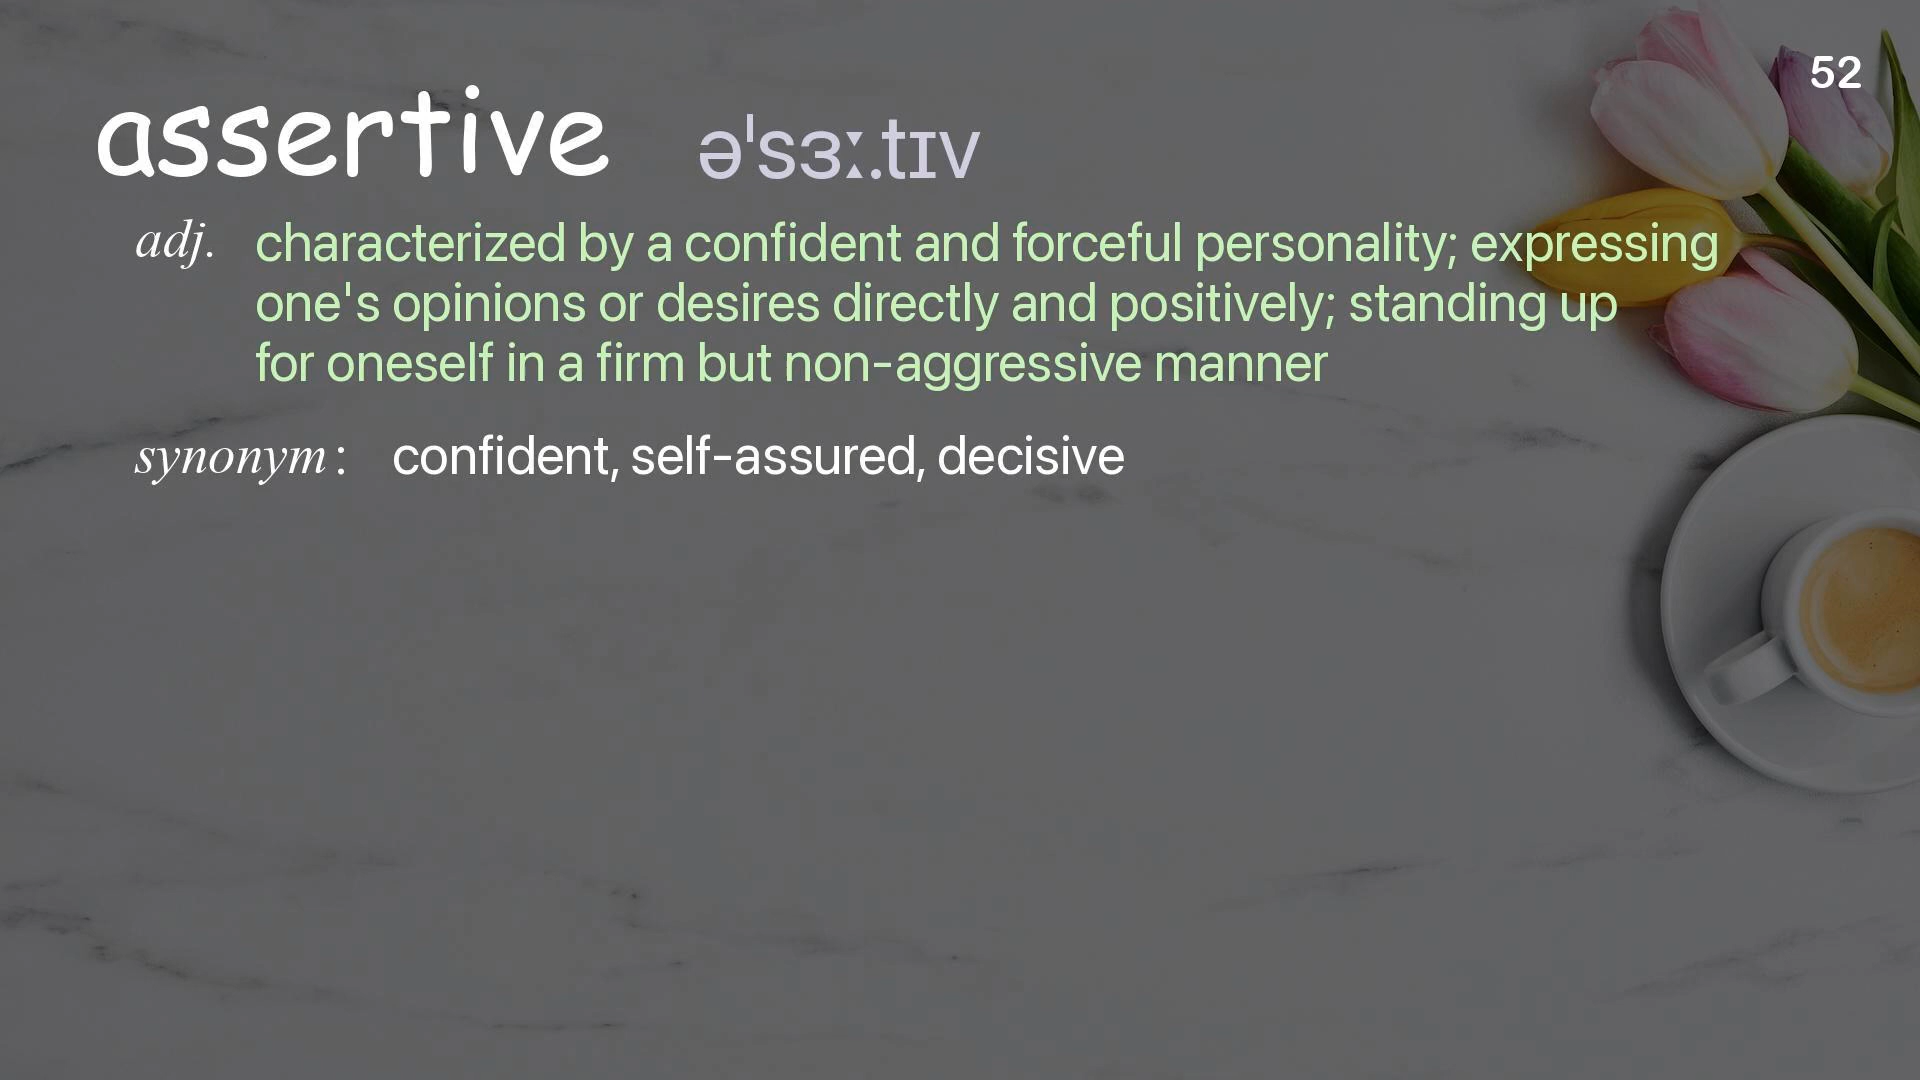 52
assertive əˈsɜː.tɪv
adj. characterized by a confident and forceful personality; expressing
one's opinions or desires directly and positively; standing up
for oneself in a firm but non-aggressive manner
synonym: confident, self-assured, decisive